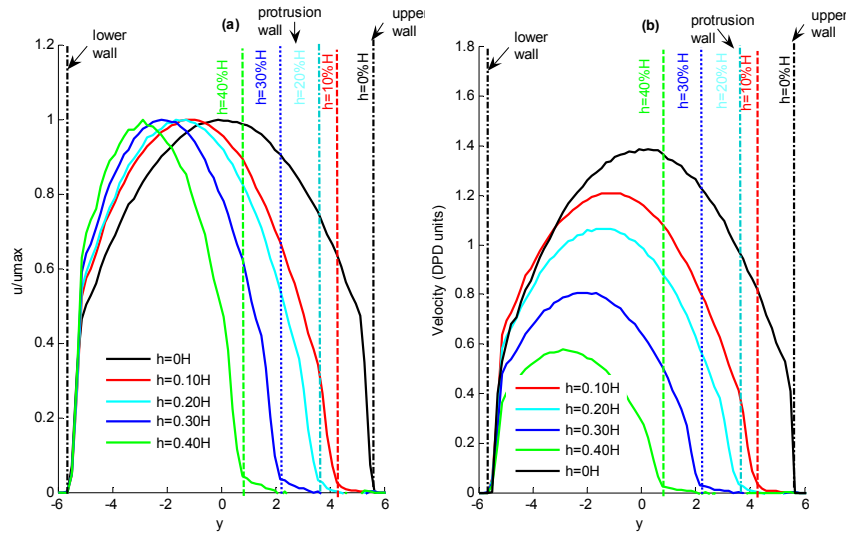 lower
wall
protrusion
wall
upper
wall
(a)
h=40%H
h=30%H
h=20%H
h=10%H
h=0%H
1.2
1
0.8
0.6
0.4
0.2
0
u/umax
h=0H
h=0.10H
h=0.20H
h=0.30H
h=0.40H
-6
-4
-2
0
2
4
6
y
lower
wall
protrusion
wall
upper
wall
(b)
h=40%H
h=30%H
h=20%H
h=10%H
h=0%H
1.8
1.6
1.4
1.2
1
0.8
0.6
0.4
0.2
0
Velocity (DPD units)
h=0.10H
h=0.20H
h=0.30H
h=0.40H
h=0H
-6
-4
-2
0
2
4
6
y